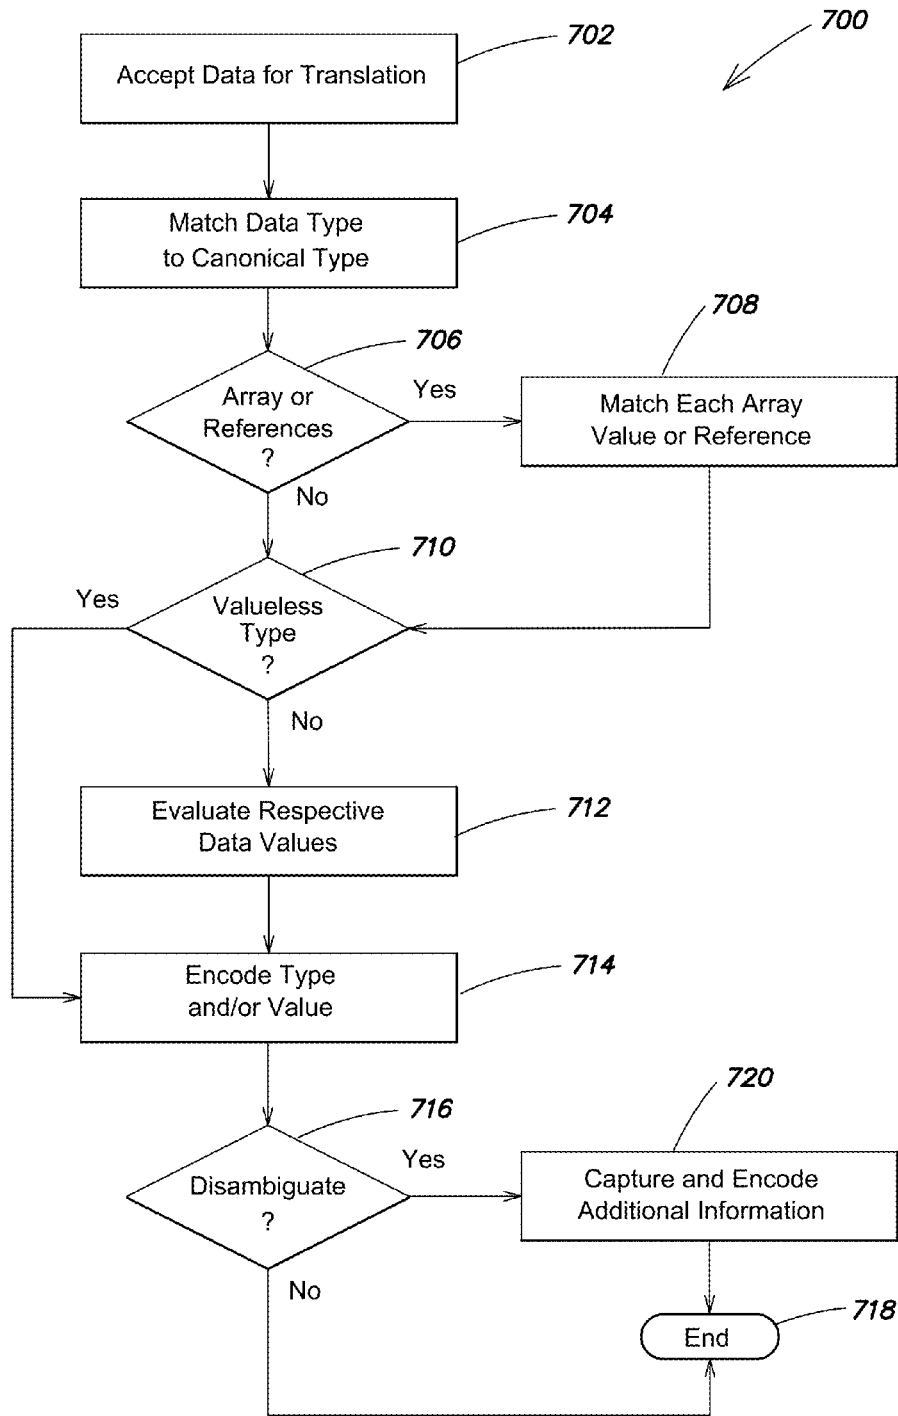 700
702
Accept Data for Translation
704
Match Data Type
to Canonical Type
706
Array or
References
?
Yes
No
708
Match Each Array
Value or Reference
710
Valueless
Type
?
Yes
No
712
Evaluate Respective
Data Values
714
Encode Type
and/or Value
716
Disambiguate
?
Yes
No
720
Capture and Encode
Additional Information
718
End